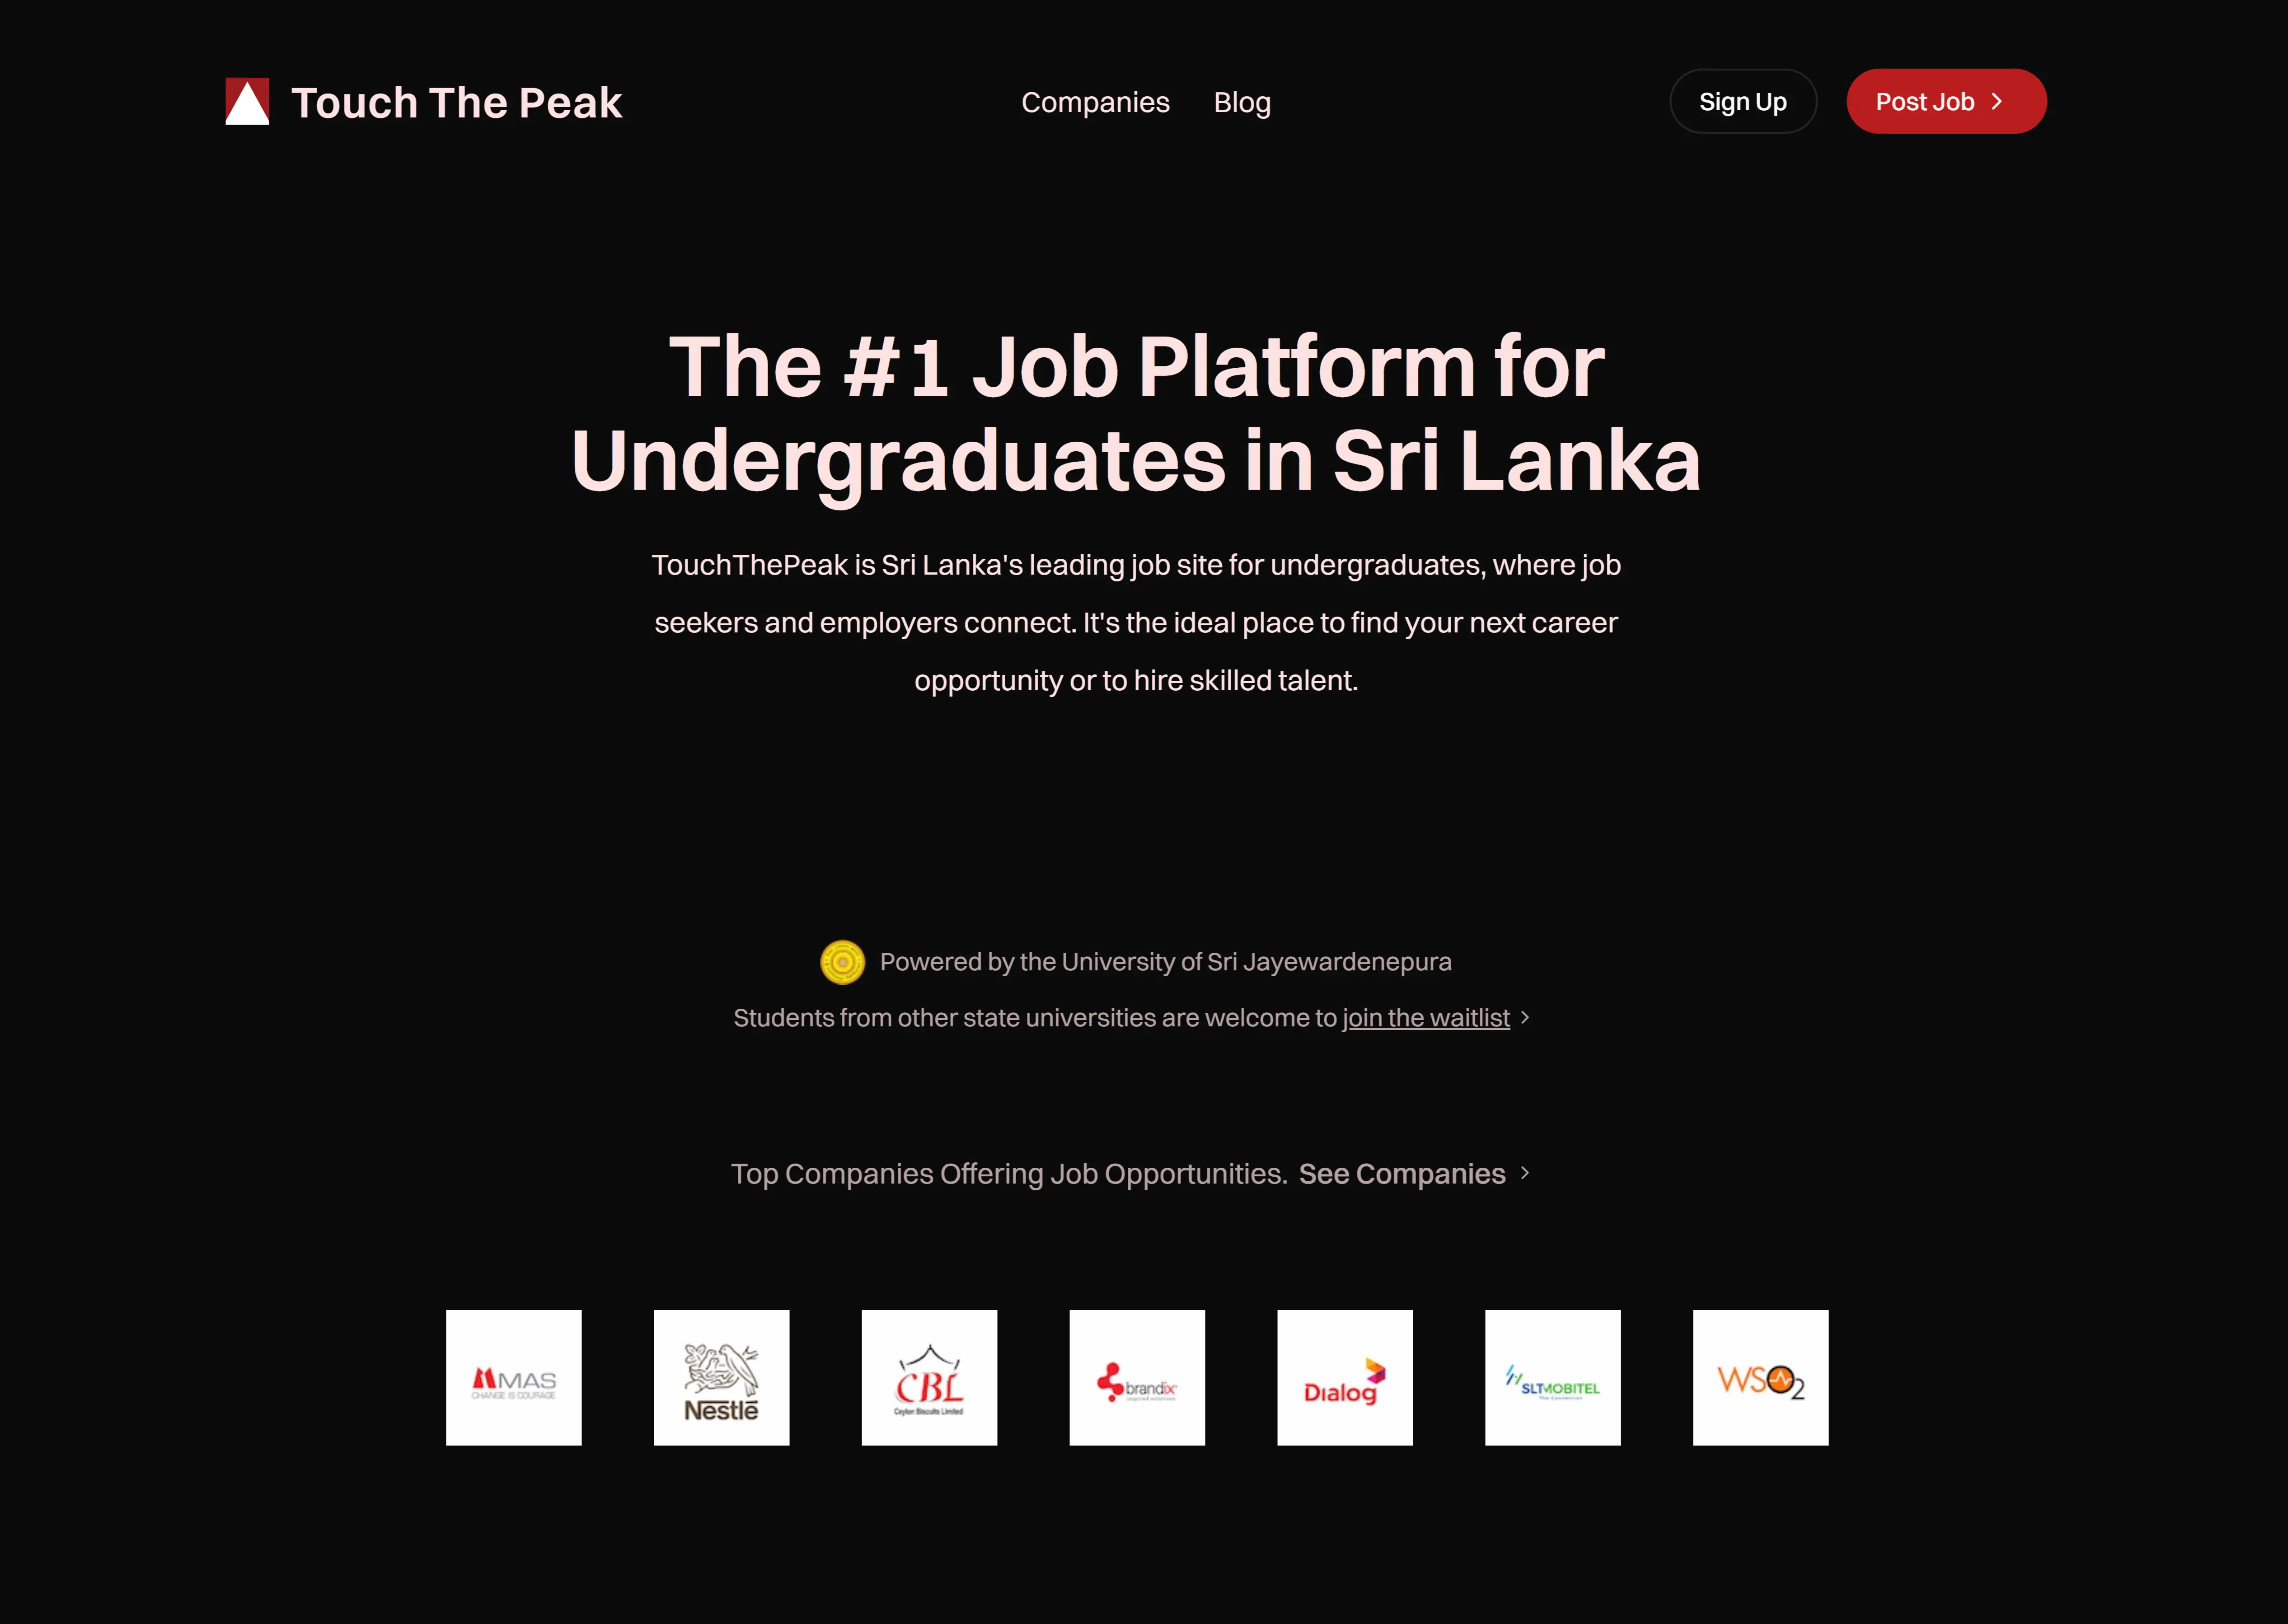 Touch The Peak
Companies
Blog
Sign Up
Post Job
The #1 Job Platform for
Undergraduates in Sri Lanka
TouchThePeak is Sri Lanka's leading job site for undergraduates, where job
seekers and employers connect. It's the ideal place to find your next career
opportunity or to hire skilled talent.
Powered by the University of Sri Jayewardenepura
Students from other state universities are welcome to join the waitlist
Top Companies Offering Job Opportunities. See Companies
MAS
CHANGE IS COURAGE
Nestlé
CBL
Ceylon Biscuits Limited
brandix
inspired solutions
Dialog
SLTMOBITEL
The Connection
WSO2